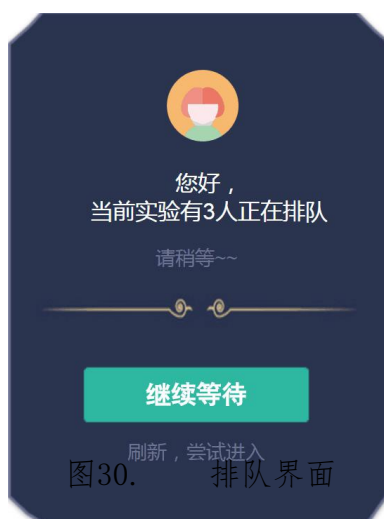 您好，
当前实验有3人正在排队
请稍等~~
继续等待
刷新，尝试进入
图30. 排队界面